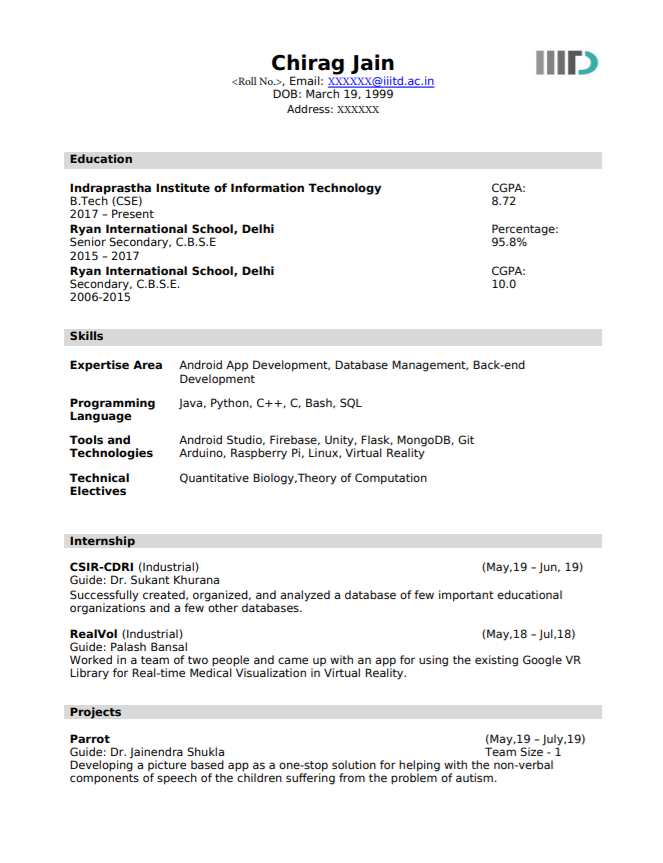 Chirag Jain
IIITD
<Roll No.>, Email: XXXXXX@iiitd.ac.in
DOB: March 19, 1999
Address: XXXXXX
Education
Indraprastha Institute of Information Technology CGPA:
B.Tech (CSE) 8.72
2017 – Present
Ryan International School, Delhi Percentage:
Senior Secondary, C.B.S.E 95.8%
2015 – 2017
Ryan International School, Delhi CGPA:
Secondary, C.B.S.E. 10.0
2006-2015
Skills
Expertise Area Android App Development, Database Management, Back-end
Development
Programming Java, Python, C++, C, Bash, SQL
Language
Tools and Android Studio, Firebase, Unity, Flask, MongoDB, Git
Technologies Arduino, Raspberry Pi, Linux, Virtual Reality
Technical Quantitative Biology,Theory of Computation
Electives
Internship
CSIR-CDRI (Industrial) (May,19 – Jun, 19)
Guide: Dr. Sukant Khurana
Successfully created, organized, and analyzed a database of few important educational
organizations and a few other databases.
RealVol (Industrial) (May,18 – Jul,18)
Guide: Palash Bansal
Worked in a team of two people and came up with an app for using the existing Google VR
Library for Real-time Medical Visualization in Virtual Reality.
Projects
Parrot (May,19 – July,19)
Guide: Dr. Jainendra Shukla Team Size - 1
Developing a picture based app as a one-stop solution for helping with the non-verbal
components of speech of the children suffering from the problem of autism.